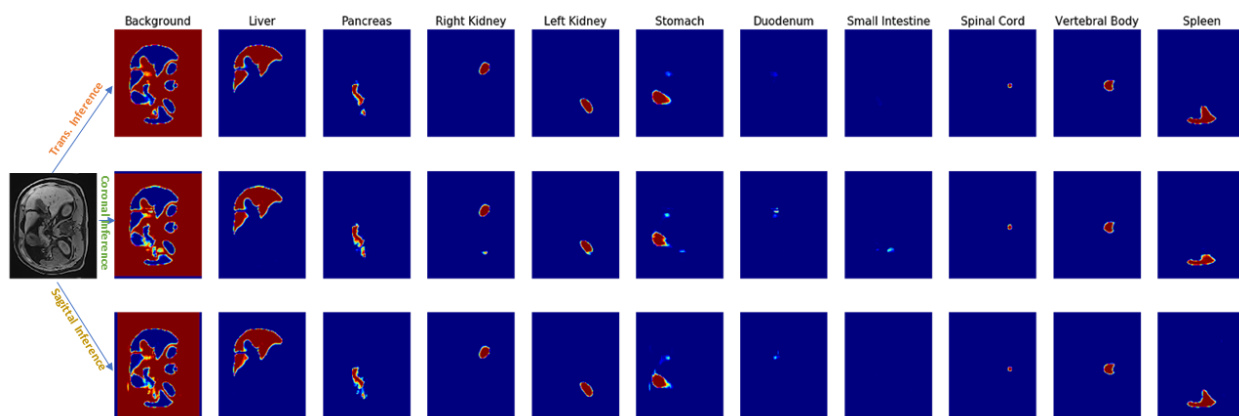 Background Liver Pancreas Right Kidney Left Kidney Stomach Duodenum Small Intestine Spinal Cord Vertebral Body Spleen
Trans. Inference
Coronal Inference
Sagittal Inference